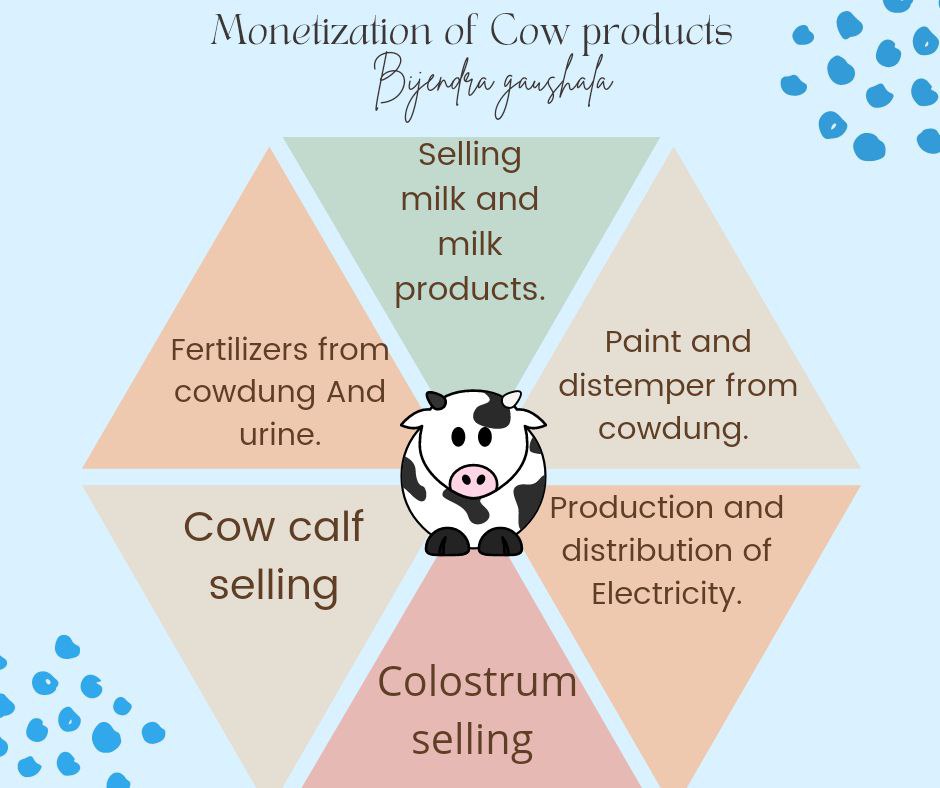 Monetization of Cow products
Bijendra gaushala
Selling
milk and
milk
products.
Fertilizers from
cowdung And
urine.
Paint and
distemper from
cowdung.
Cow calf
selling
Production and
distribution of
Electricity.
Colostrum
selling